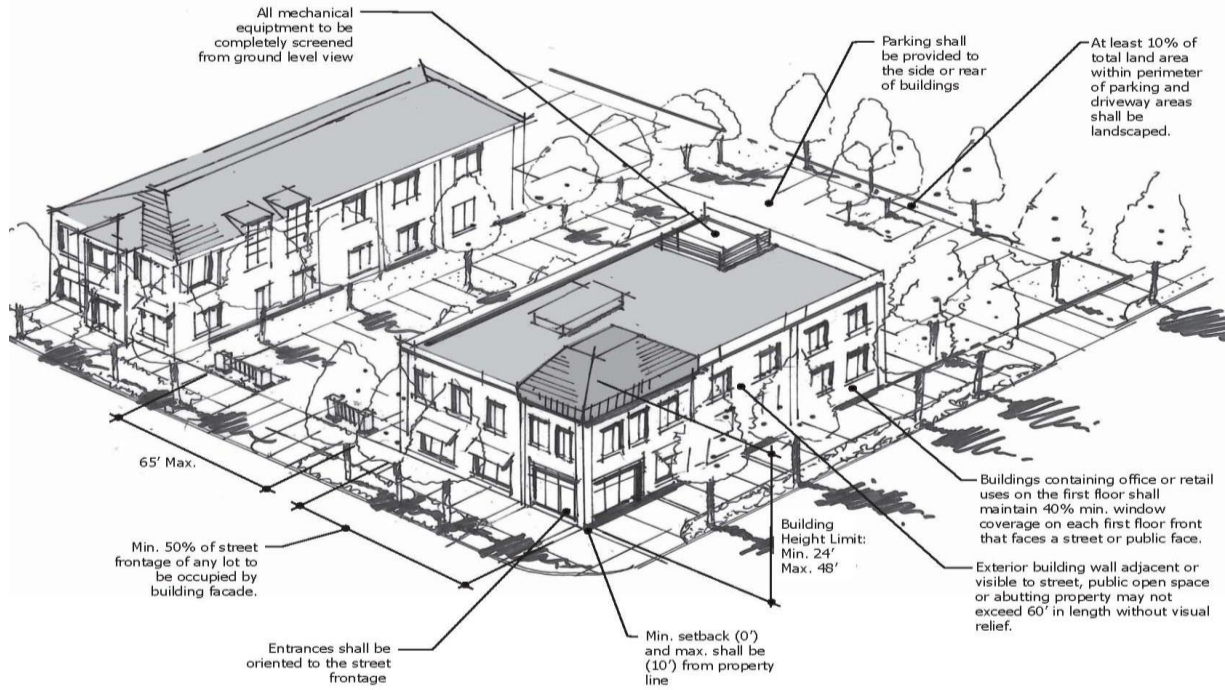 All mechanical
equiptment to be
completely screened
from ground level view
Parking shall
be provided to
the side or rear
of buildings
At least 10% of
total land area
within perimeter
of parking and
driveway areas
shall be
landscaped.
65' Max.
Min. 50% of street
frontage of any lot to
be occupied by
building facade.
Entrances shall be
oriented to the street
frontage
Min. setback (0')
and max. shall be
(10') from property
line
Building
Height Limit:
Min. 24'
Max. 48'
Buildings containing office or retail
uses on the first floor shall
maintain 40% min. window
coverage on each first floor front
that faces a street or public face.
Exterior building wall adjacent or
visible to street, public open space
or abutting property may not
exceed 60' in length without visual
relief.